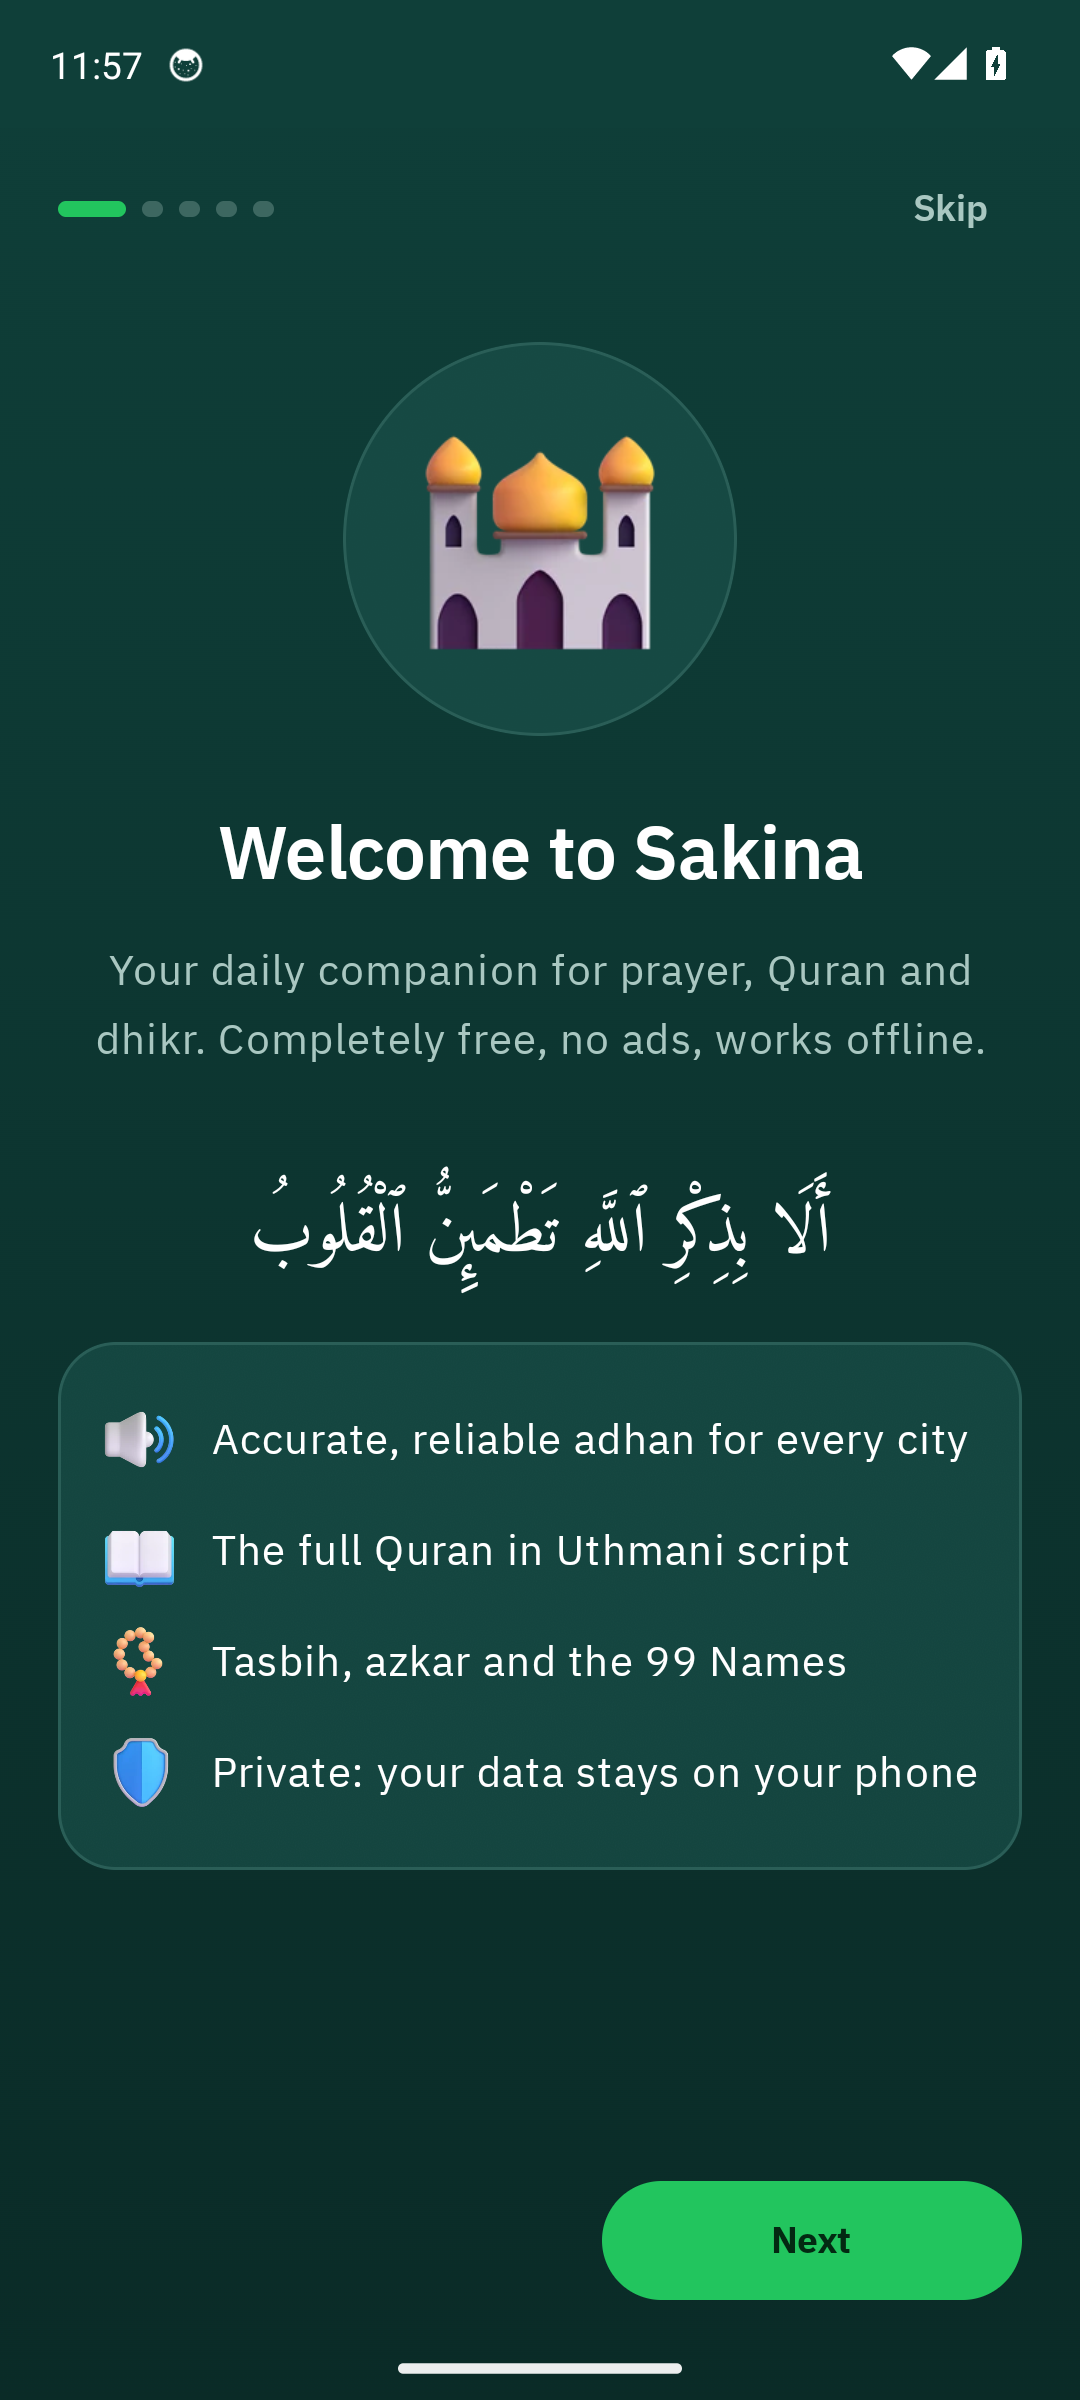 11:57
Skip
Welcome to Sakina
Your daily companion for prayer, Quran and
dhikr. Completely free, no ads, works offline.
أَلَا بِذِكْرِ ٱللَّهِ تَطْمَئِنُّ ٱلْقُلُوبُ
Accurate, reliable adhan for every city
The full Quran in Uthmani script
Tasbih, azkar and the 99 Names
Private: your data stays on your phone
Next